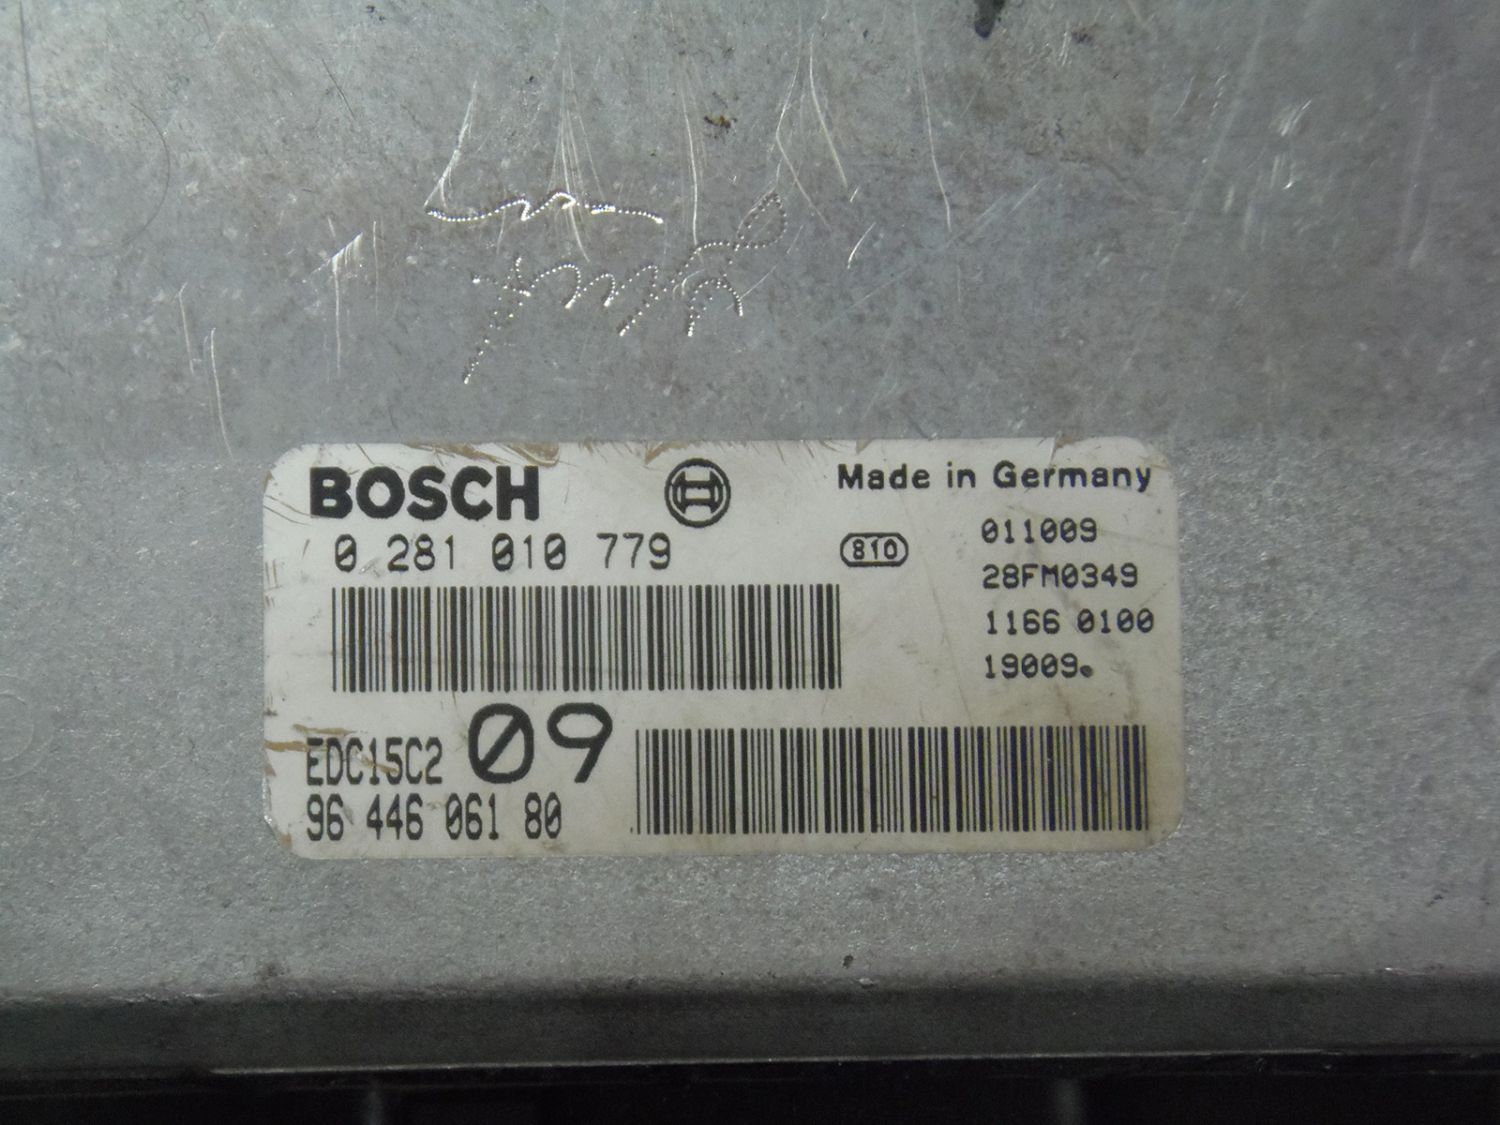 BOSCH
Made in Germany
0 281 010 779
810
011009
28FM0349
1166 0100
19009.
EDC15C2 09
96 446 061 80